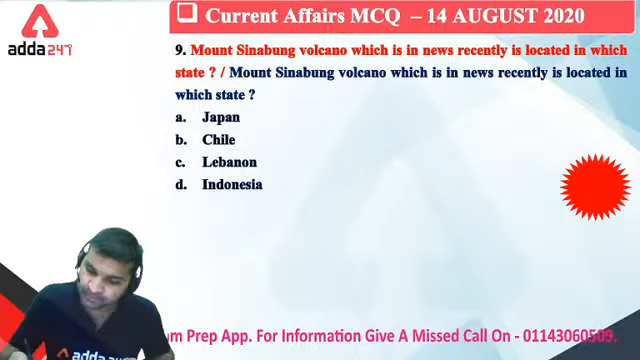 Current Affairs MCQ – 14 AUGUST 2020
adda247
9. Mount Sinabung volcano which is in news recently is located in which
state ? / Mount Sinabung volcano which is in news recently is located in
which state ?
a. Japan
b. Chile
c. Lebanon
d. Indonesia
adda247
am Prep App. For Information Give A Missed Call On - 01143060509.